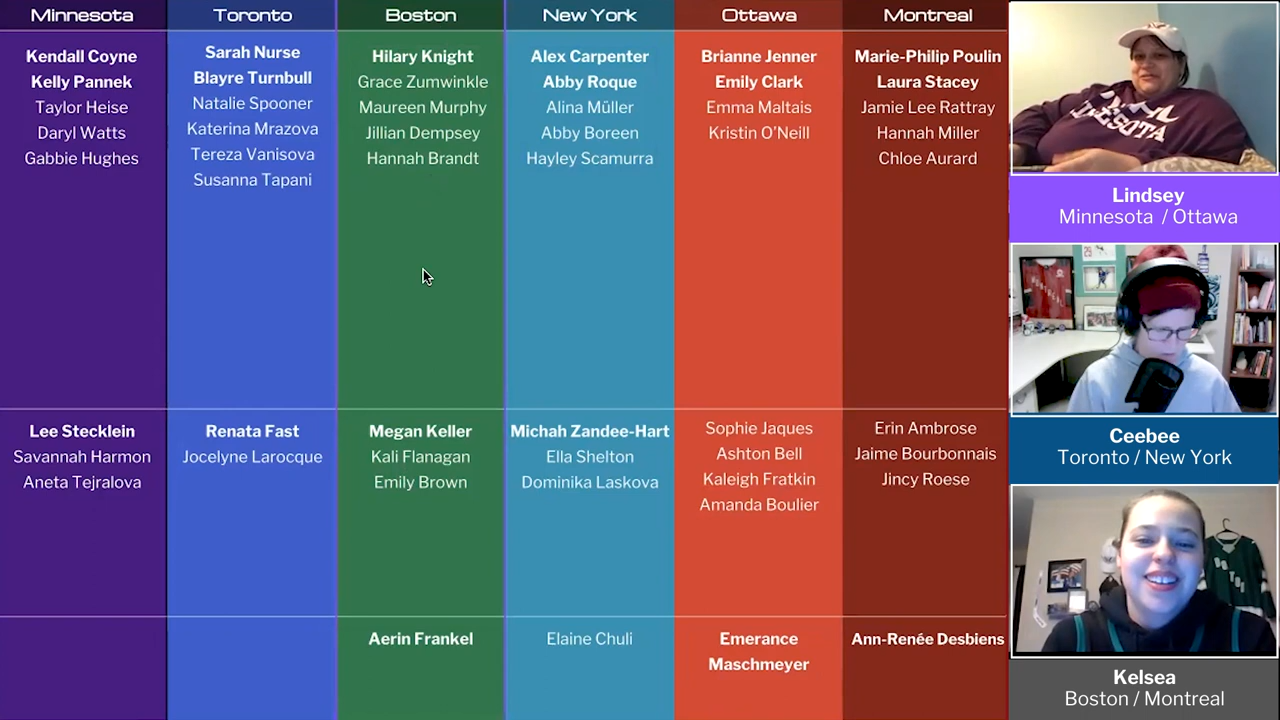 Minnesota
Kendall Coyne
Kelly Pannek
Taylor Heise
Daryl Watts
Gabbie Hughes
Lee Stecklein
Savannah Harmon
Aneta Tejralova
Toronto
Sarah Nurse
Blayre Turnbull
Natalie Spooner
Katerina Mrazova
Tereza Vanisova
Susanna Tapani
Renata Fast
Jocelyne Larocque
Boston
Hilary Knight
Grace Zumwinkle
Maureen Murphy
Jillian Dempsey
Hannah Brandt
Megan Keller
Kali Flanagan
Emily Brown
Aerin Frankel
New York
Alex Carpenter
Abby Roque
Alina Müller
Abby Boreen
Hayley Scamurra
Michah Zandee-Hart
Ella Shelton
Dominika Laskova
Elaine Chuli
Ottawa
Brianne Jenner
Emily Clark
Emma Maltais
Kristin O'Neill
Sophie Jaques
Ashton Bell
Kaleigh Fratkin
Amanda Boulier
Emerance
Maschmeyer
Montreal
Marie-Philip Poulin
Laura Stacey
Jamie Lee Rattray
Hannah Miller
Chloe Aurard
Erin Ambrose
Jaime Bourbonnais
Jincy Roese
Ann-Renée Desbiens
MINNESOTA
Lindsey
Minnesota / Ottawa
Ceebee
Toronto / New York
Kelsea
Boston / Montreal